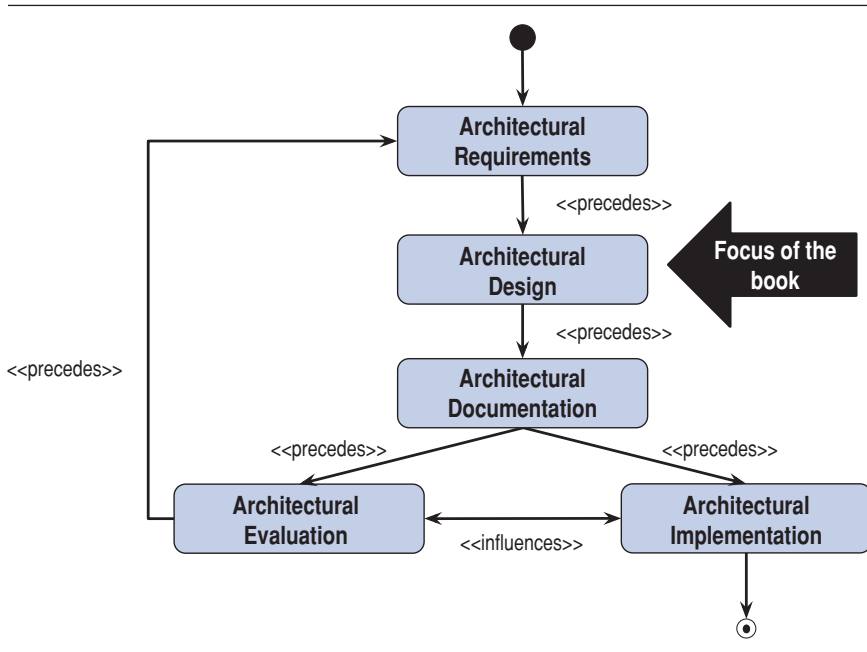 Architectural
Requirements
<<precedes>>
Architectural
Design
Focus of the
book
<<precedes>>
<<precedes>>
Architectural
Documentation
<<precedes>>
<<precedes>>
Architectural
Evaluation
<<influences>>
Architectural
Implementation